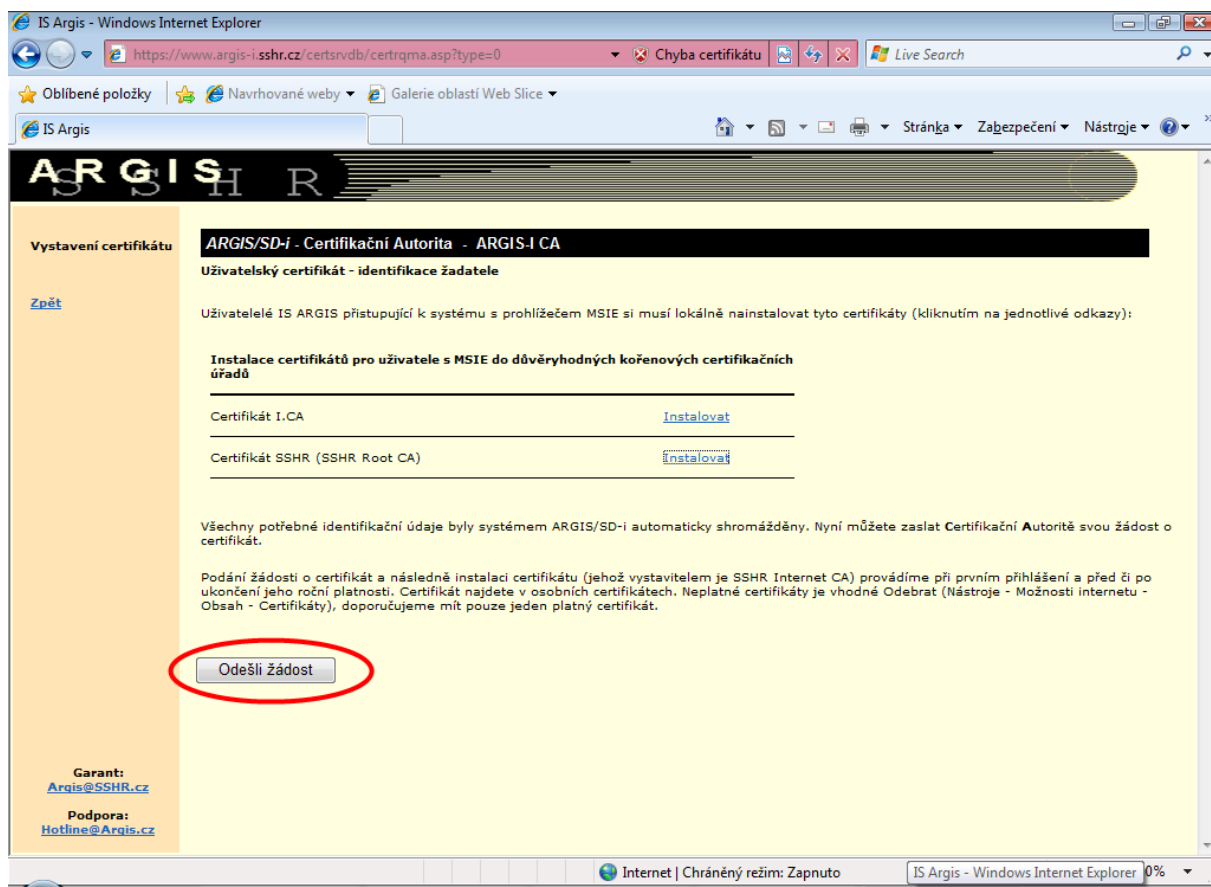 IS Argis - Windows Internet Explorer
https://www.argis-i.sshr.cz/certsrvdb/certrqma.asp?type=0
Chyba certifikátu
Live Search
Oblíbené položky
Navrhované weby
Galerie oblastí Web Slice
IS Argis
Stránka
Zabezpečení
Nástroje
ARGIS
SSHR
Vystavení certifikátu
Zpět
ARGIS/SD-i - Certifikační Autorita - ARGIS-I CA
Uživatelský certifikát - identifikace žadatele
Uživatelelé IS ARGIS přistupující k systému s prohlížečem MSIE si musí lokálně nainstalovat tyto certifikáty (kliknutím na jednotlivé odkazy):
Instalace certifikátů pro uživatele s MSIE do důvěryhodných kořenových certifikačních
úřadů
Certifikát I.CA Instalovat
Certifikát SSHR (SSHR Root CA) Instalovat
Všechny potřebné identifikační údaje byly systémem ARGIS/SD-i automaticky shromážděny. Nyní můžete zaslat Certifikační Autoritě svou žádost o
certifikát.
Podání žádosti o certifikát a následně instalaci certifikátu (jehož vystavitelem je SSHR Internet CA) provádíme při prvním přihlášení a před či po
ukončení jeho roční platnosti. Certifikát najdete v osobních certifikátech. Neplatné certifikáty je vhodné Odebrat (Nástroje - Možnosti internetu -
Obsah - Certifikáty), doporučujeme mít pouze jeden platný certifikát.
Odešli žádost
Garant:
Argis@SSHR.cz
Podpora:
Hotline@Argis.cz
Internet | Chráněný režim: Zapnuto
IS Argis - Windows Internet Explorer
0%